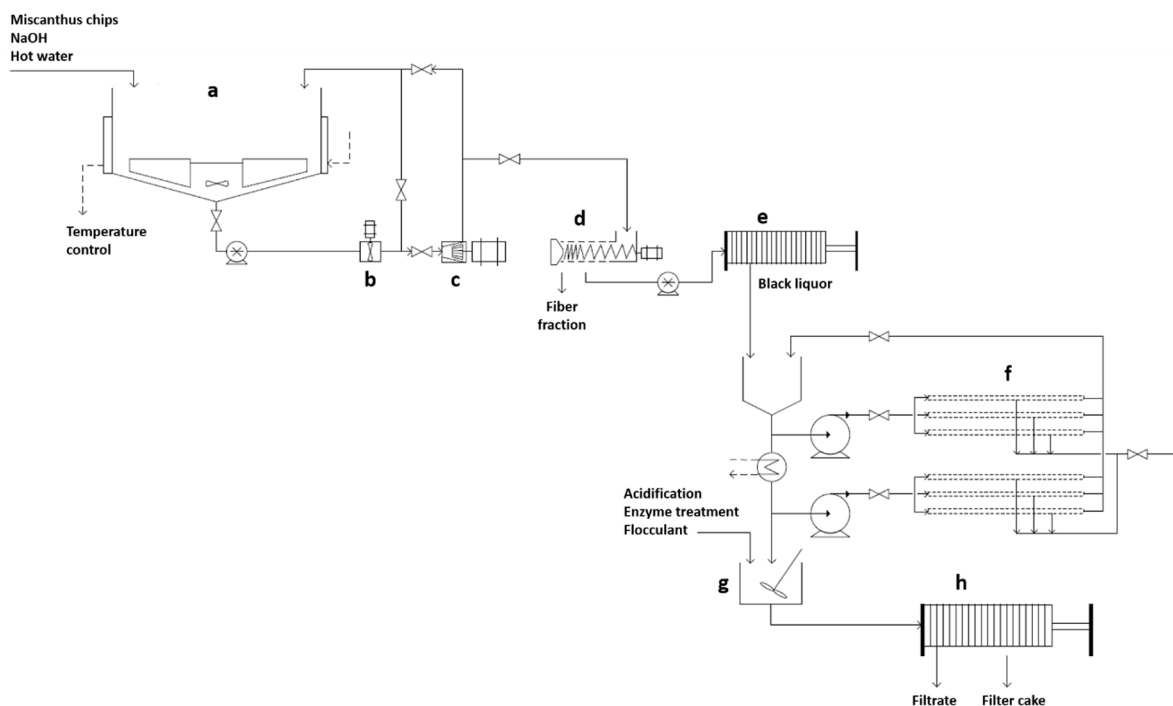 Miscanthus chips
NaOH
Hot water
a
Temperature
control
b
c
d
e
Fiber
fraction
Black liquor
f
Acidification
Enzyme treatment
Flocculant
g
h
Filtrate
Filter cake